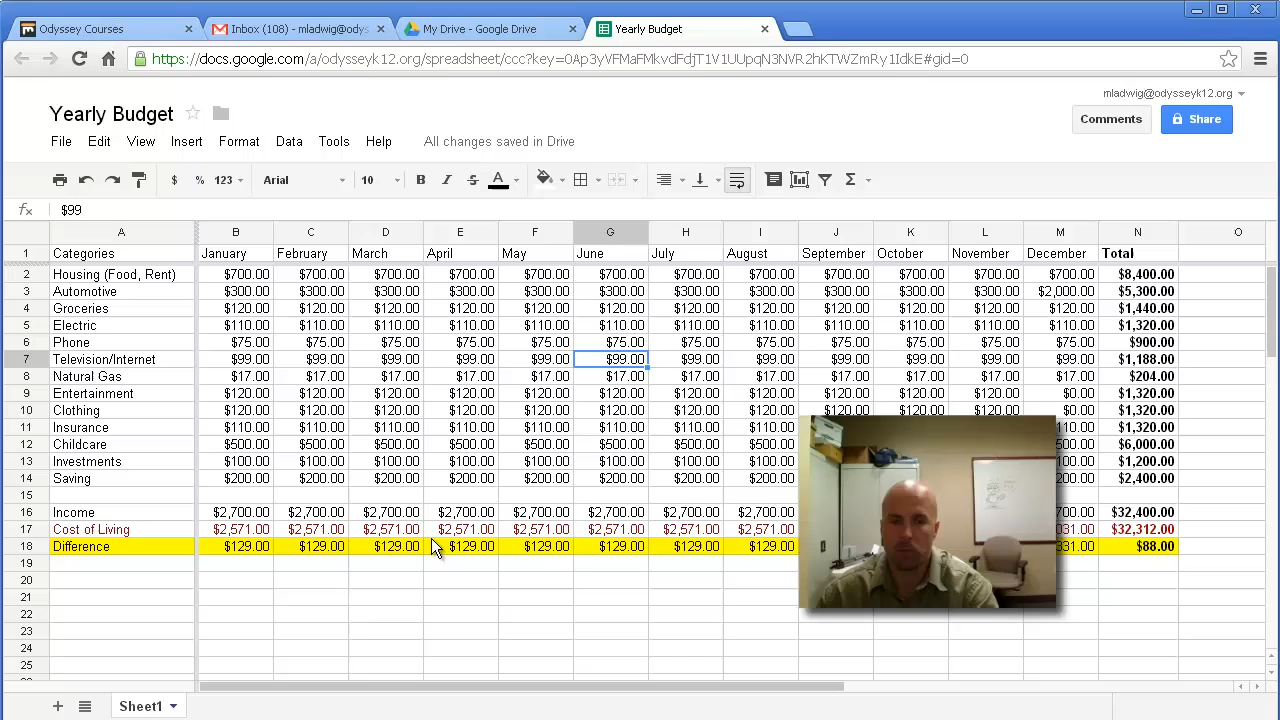 Odyssey Courses × Inbox (108) - mladwig@odys × My Drive - Google Drive × Yearly Budget ×
https://docs.google.com/a/odysseyk12.org/spreadsheet/
mladwig@odysseyk12.org
Yearly Budget
Comments Share
File Edit View Insert Format Data Tools Help All changes saved in Drive
$ % 123 Arial 10 B I S A Σ
fx $99
A B C D E F G H I J K L M N O
1 Categories January February March April May June July August September October November December Total
2 Housing (Food, Rent) $700.00 $700.00 $700.00 $700.00 $700.00 $700.00 $700.00 $700.00 $700.00 $700.00 $700.00 $700.00 $8,400.00
3 Automotive $300.00 $300.00 $300.00 $300.00 $300.00 $300.00 $300.00 $300.00 $300.00 $300.00 $300.00 $2,000.00 $5,300.00
4 Groceries $120.00 $120.00 $120.00 $120.00 $120.00 $120.00 $120.00 $120.00 $120.00 $120.00 $120.00 $120.00 $1,440.00
5 Electric $110.00 $110.00 $110.00 $110.00 $110.00 $110.00 $110.00 $110.00 $110.00 $110.00 $110.00 $110.00 $1,320.00
6 Phone $75.00 $75.00 $75.00 $75.00 $75.00 $75.00 $75.00 $75.00 $75.00 $75.00 $75.00 $75.00 $900.00
7 Television/Internet $99.00 $99.00 $99.00 $99.00 $99.00 $99.00 $99.00 $99.00 $99.00 $99.00 $99.00 $99.00 $1,188.00
8 Natural Gas $17.00 $17.00 $17.00 $17.00 $17.00 $17.00 $17.00 $17.00 $17.00 $17.00 $17.00 $17.00 $204.00
9 Entertainment $120.00 $120.00 $120.00 $120.00 $120.00 $120.00 $120.00 $120.00 $120.00 $120.00 $120.00 $0.00 $1,320.00
10 Clothing $120.00 $120.00 $120.00 $120.00 $120.00 $120.00 $120.00 $120.00 $120.00 $120.00 $120.00 $0.00 $1,320.00
11 Insurance $110.00 $110.00 $110.00 $110.00 $110.00 $110.00 $110.00 $110.00 10.00 $1,320.00
12 Childcare $500.00 $500.00 $500.00 $500.00 $500.00 $500.00 $500.00 $500.00 500.00 $6,000.00
13 Investments $100.00 $100.00 $100.00 $100.00 $100.00 $100.00 $100.00 $100.00 00.00 $1,200.00
14 Saving $200.00 $200.00 $200.00 $200.00 $200.00 $200.00 $200.00 $200.00 200.00 $2,400.00
15
16 Income $2,700.00 $2,700.00 $2,700.00 $2,700.00 $2,700.00 $2,700.00 $2,700.00 $2,700.00 700.00 $32,400.00
17 Cost of Living $2,571.00 $2,571.00 $2,571.00 $2,571.00 $2,571.00 $2,571.00 $2,571.00 $2,571.00 031.00 $32,312.00
18 Difference $129.00 $129.00 $129.00 $129.00 $129.00 $129.00 $129.00 $129.00 331.00 $88.00
19
20
21
22
23
24
25
+ Sheet1